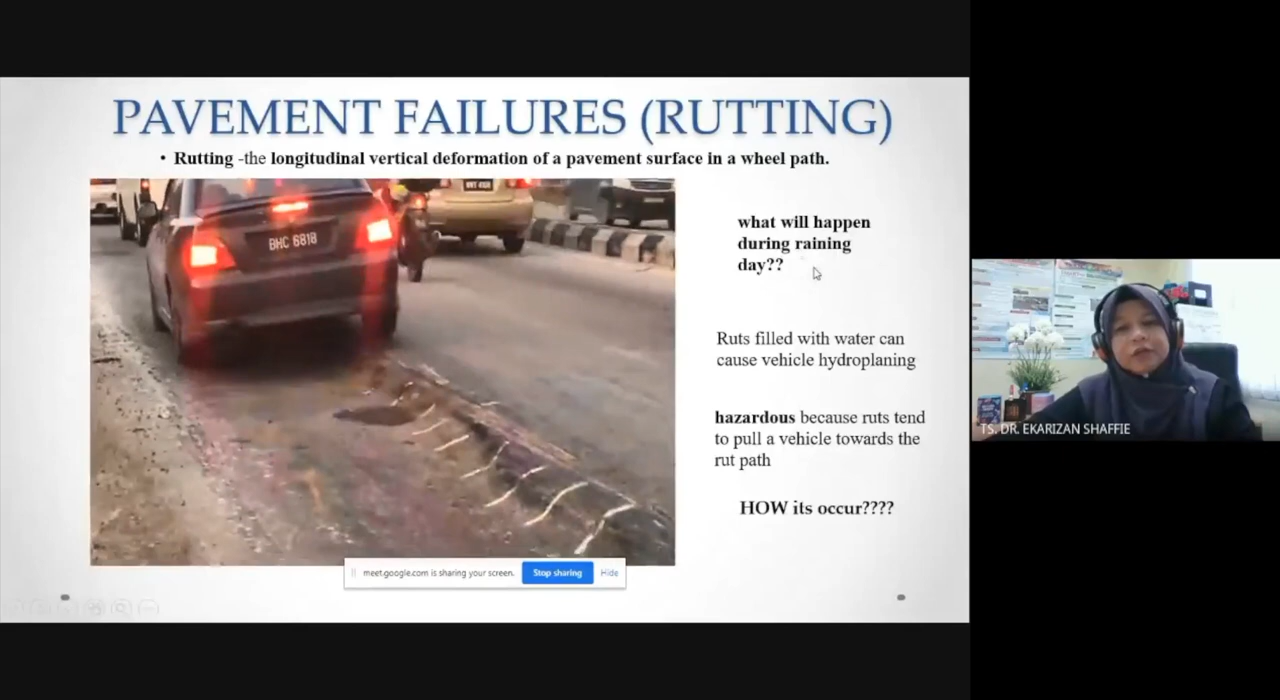 PAVEMENT FAILURES (RUTTING)
• Rutting -the longitudinal vertical deformation of a pavement surface in a wheel path.
BHC 6818
what will happen
during raining
day??
Ruts filled with water can
cause vehicle hydroplaning
hazardous because ruts tend
to pull a vehicle towards the
rut path
HOW its occur????
meet.google.com is sharing your screen.
Stop sharing
Hide
TS. DR. EKARIZAN SHAFFIE